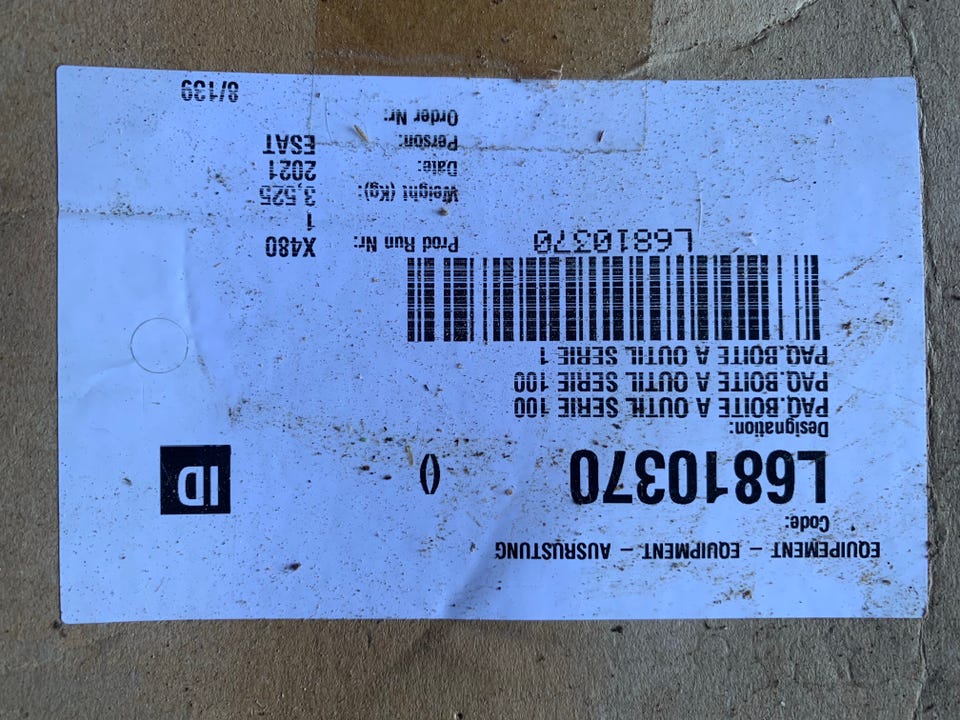 EQUIPEMENT - EQUIPMENT - AUSRUSTUNG
Code:
L6810370
()
ID
Designation:
PAQ.BOITE A OUTIL SERIE 100
PAQ.BOITE A OUTIL SERIE 100
PAQ.BOITE A OUTIL SERIE 1
L6810370
Prod Run Nr: X480
1
Weight (Kg): 3,525
Date: 2021
Person: ESAT
Order Nr:
8/139